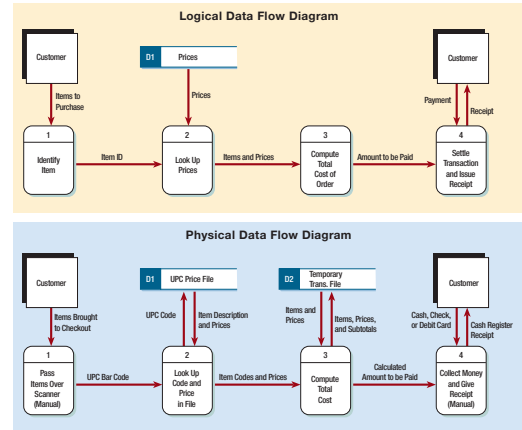 Logical Data Flow Diagram
Customer
D1
Prices
Customer
Items to
Purchase
Prices
Payment
Receipt
1
Identify
Item
Item ID
2
Look Up
Prices
Items and Prices
3
Compute
Total
Cost of
Order
Amount to be Paid
4
Settle
Transaction
and Issue
Receipt
Physical Data Flow Diagram
Customer
D1
UPC Price File
D2
Temporary
Trans. File
Customer
Items Brought
to Checkout
UPC Code
Item Description
and Prices
Items and
Prices
Items, Prices,
and Subtotals
Cash, Check,
or Debit Card
Cash Register
Receipt
1
Pass
Items Over
Scanner
(Manual)
UPC Bar Code
2
Look Up
Code and
Price
in File
Item Codes and Prices
3
Compute
Total
Cost
Calculated
Amount to be Paid
4
Collect Money
and Give
Receipt
(Manual)